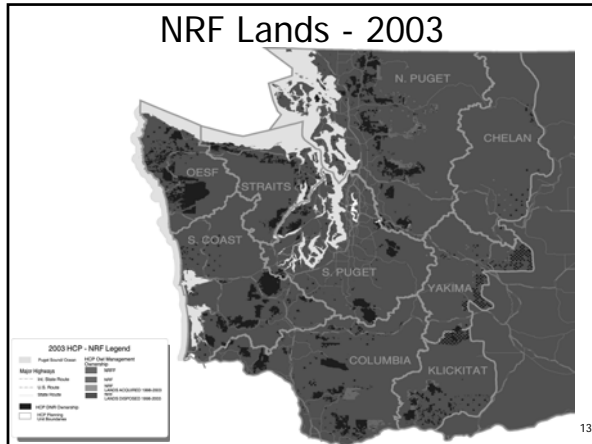 NRF Lands - 2003
N. PUGET
CHELAN
OESF
STRAITS
S. COAST
S. PUGET
YAKIMA
COLUMBIA
KLICKITAT
2003 HCP - NRF Legend
Puget Sound/ Ocean
Major Highways
Int. State Route
U.S. Route
State Route
HCP DNR Ownership
HCP Planning
Unit Boundaries
HCP Owl Management
Ownership
NRF
LANDS ACQUIRED 1998-2003
LANDS DISPOSED 1998-2003
13